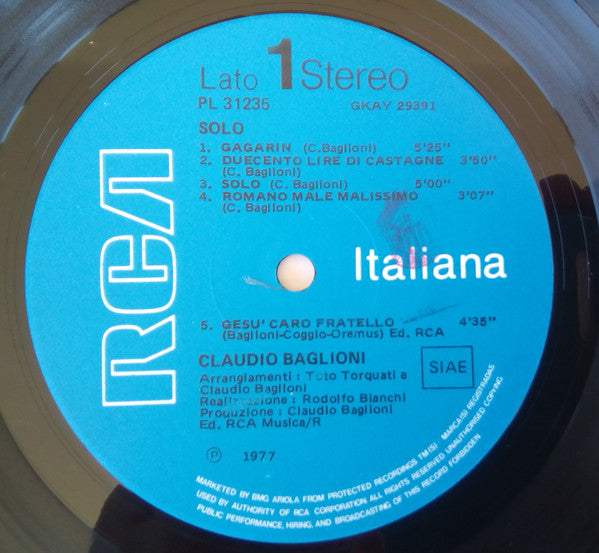 Lato 1 Stereo
PL 31235 GKAY 29391
SOLO
1. GAGARIN (C.Baglioni) 5'25"
2. DUECENTO LIRE DI CASTAGNE 3'50"
(C. Baglioni)
3. SOLO (C. Baglioni) 5'00"
4. ROMANO MALE MALISSIMO 3'07"
(C. Baglioni)
RCA
Italiana
5. GESU' CARO FRATELLO 4'35"
(Baglioni-Coggio-Oremus) Ed. RCA
CLAUDIO BAGLIONI
SIAE
Arrangiamenti : Toto Torquati e
Claudio Baglioni
Realizzazione : Rodolfo Bianchi
Produzione : Claudio Baglioni
Ed. RCA Musica/R
Ⓟ 1977
MARKETED BY BMG ARIOLA FROM PROTECTED RECORDINGS TM(S) MARCA(S) REGISTRADAS
USED BY AUTHORITY OF RCA CORPORATION ALL RIGHTS RESERVED UNAUTHORISED COPYING
PUBLIC PERFORMANCE, HIRING, AND BROADCASTING OF THIS RECORD FORBIDDEN